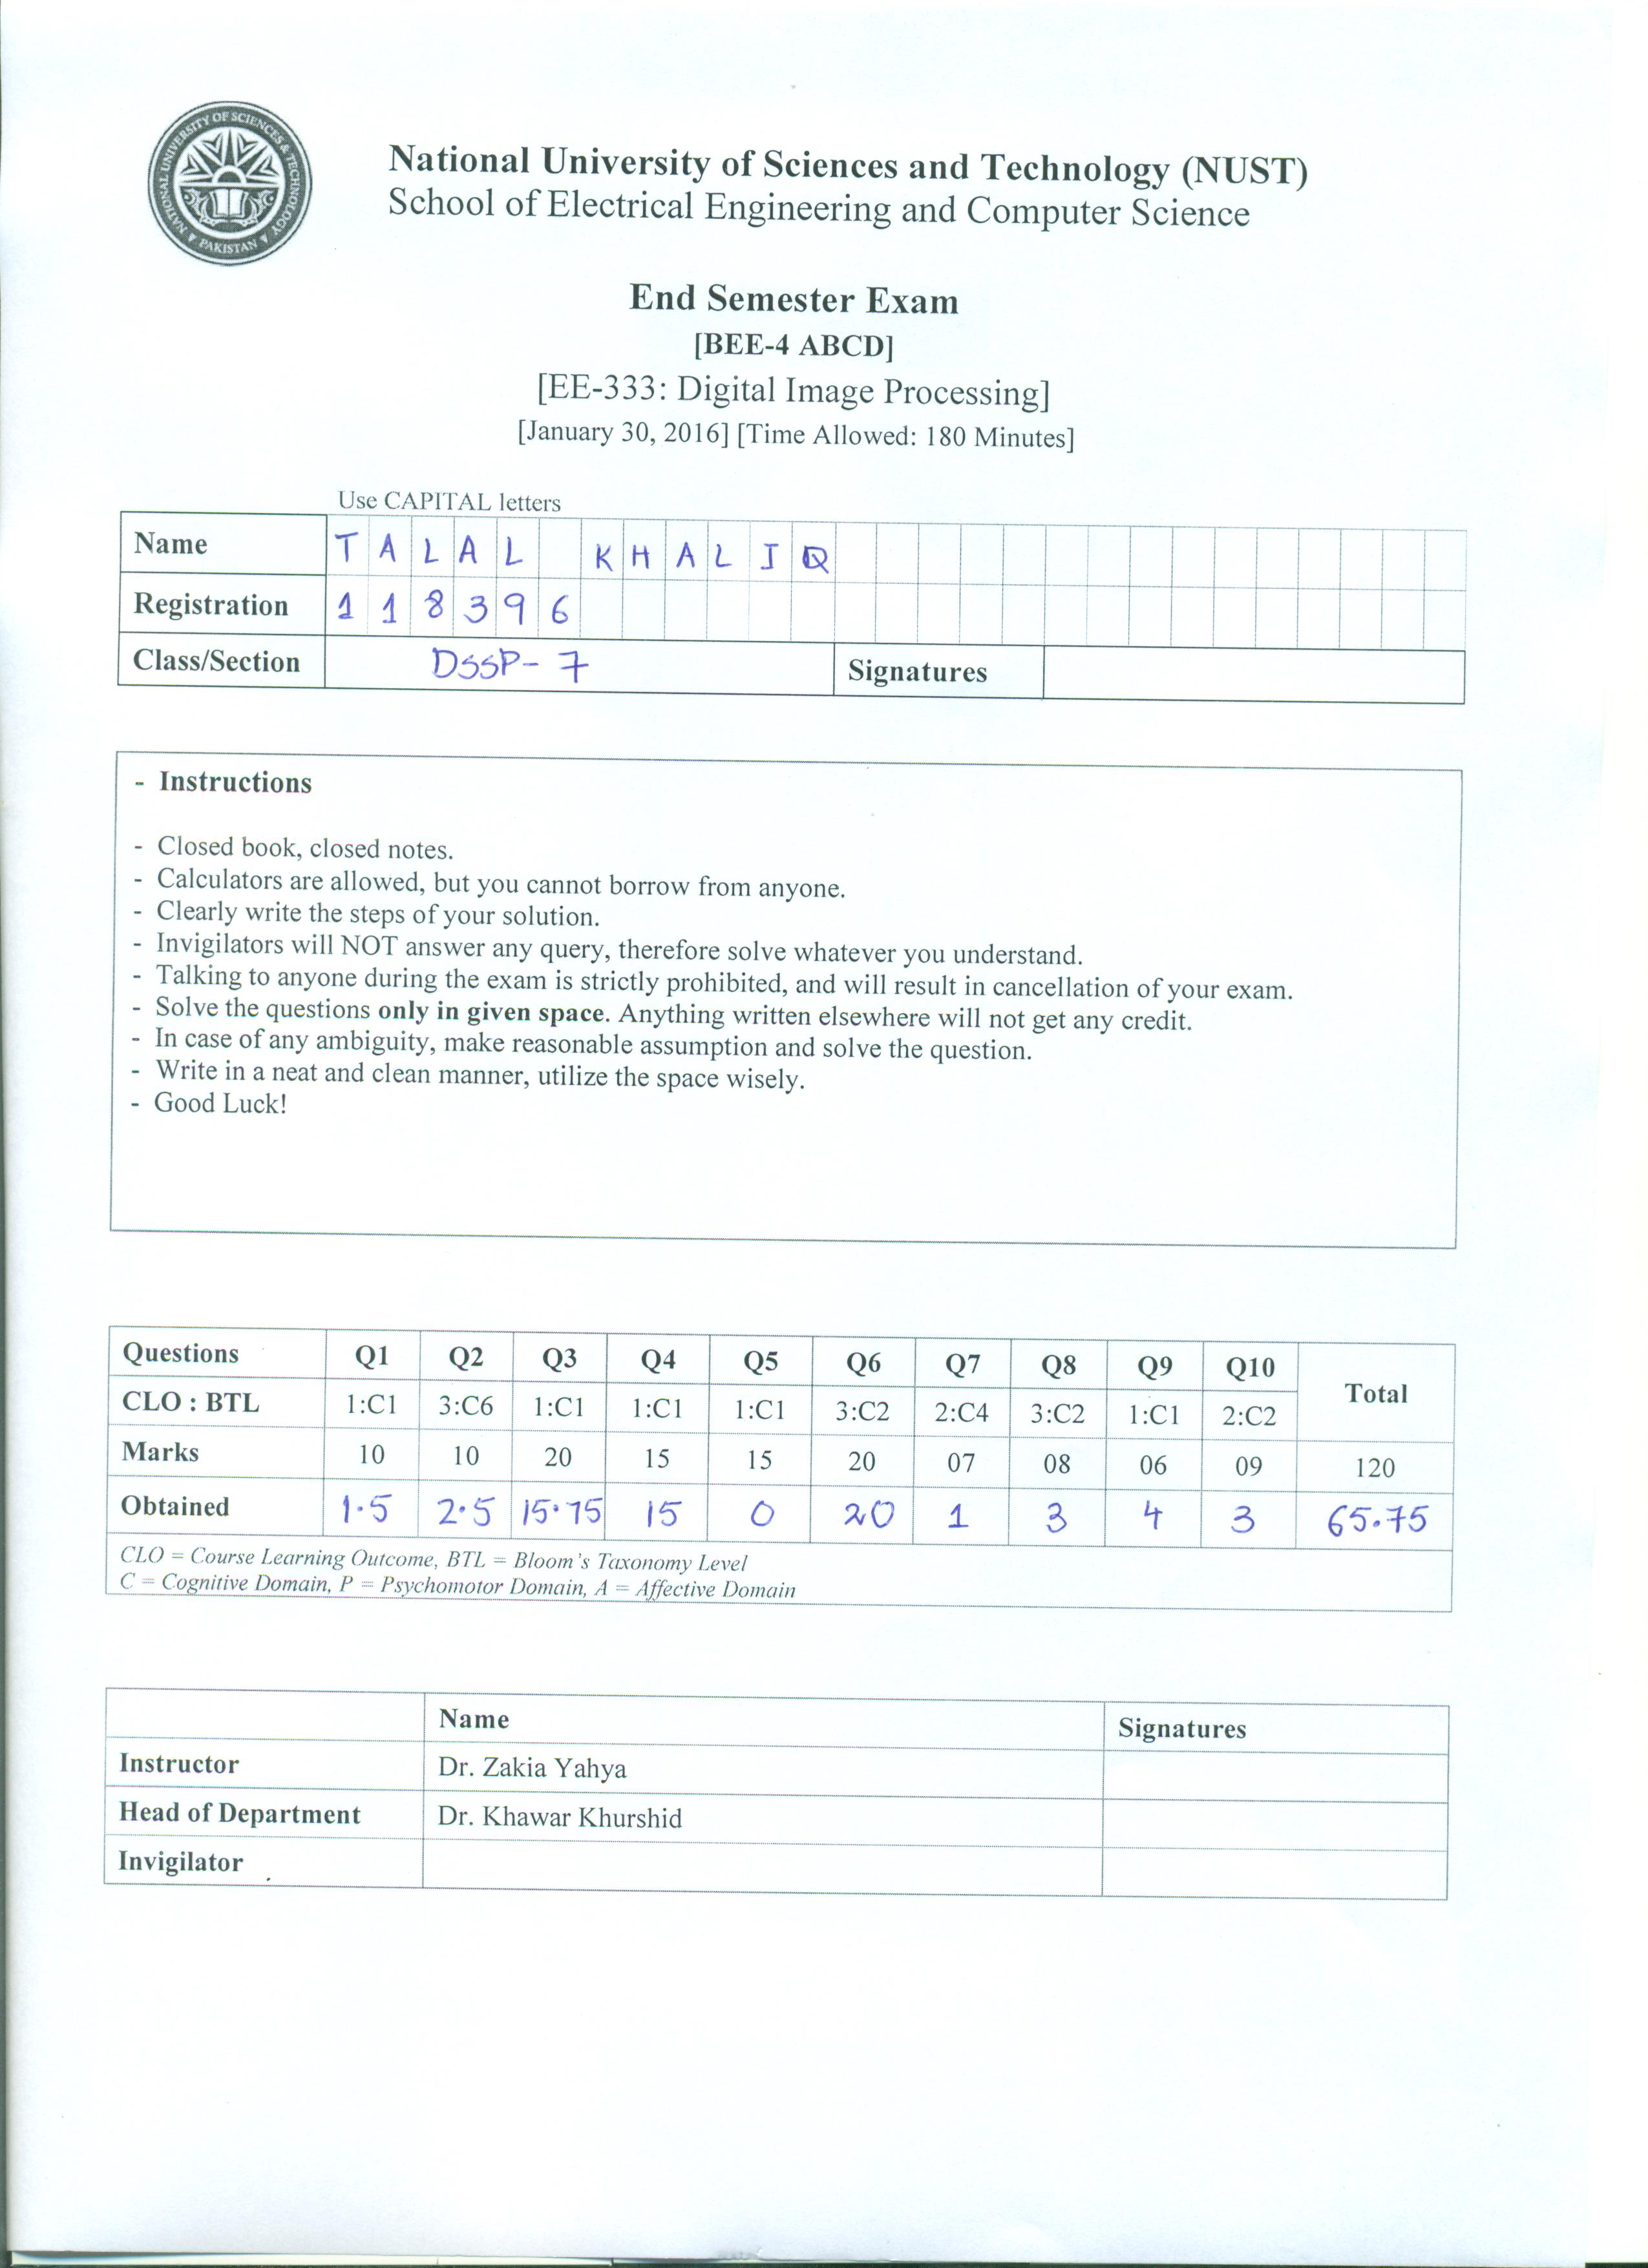 NATIONAL UNIVERSITY OF SCIENCES & TECHNOLOGY
PAKISTAN
National University of Sciences and Technology (NUST)
School of Electrical Engineering and Computer Science
End Semester Exam
[BEE-4 ABCD]
[EE-333: Digital Image Processing]
[January 30, 2016] [Time Allowed: 180 Minutes]
Use CAPITAL letters
Name TALAL KHALIQ
Registration 118396
Class/Section DSSP-7 Signatures
- Instructions
- Closed book, closed notes.
- Calculators are allowed, but you cannot borrow from anyone.
- Clearly write the steps of your solution.
- Invigilators will NOT answer any query, therefore solve whatever you understand.
- Talking to anyone during the exam is strictly prohibited, and will result in cancellation of your exam.
- Solve the questions only in given space. Anything written elsewhere will not get any credit.
- In case of any ambiguity, make reasonable assumption and solve the question.
- Write in a neat and clean manner, utilize the space wisely.
- Good Luck!
Questions Q1 Q2 Q3 Q4 Q5 Q6 Q7 Q8 Q9 Q10 Total
CLO : BTL 1:C1 3:C6 1:C1 1:C1 1:C1 3:C2 2:C4 3:C2 1:C1 2:C2
Marks 10 10 20 15 15 20 07 08 06 09 120
Obtained 1.5 2.5 15.75 15 0 20 1 3 4 3 65.75
CLO = Course Learning Outcome, BTL = Bloom's Taxonomy Level
C = Cognitive Domain, P = Psychomotor Domain, A = Affective Domain
Name Signatures
Instructor Dr. Zakia Yahya
Head of Department Dr. Khawar Khurshid
Invigilator